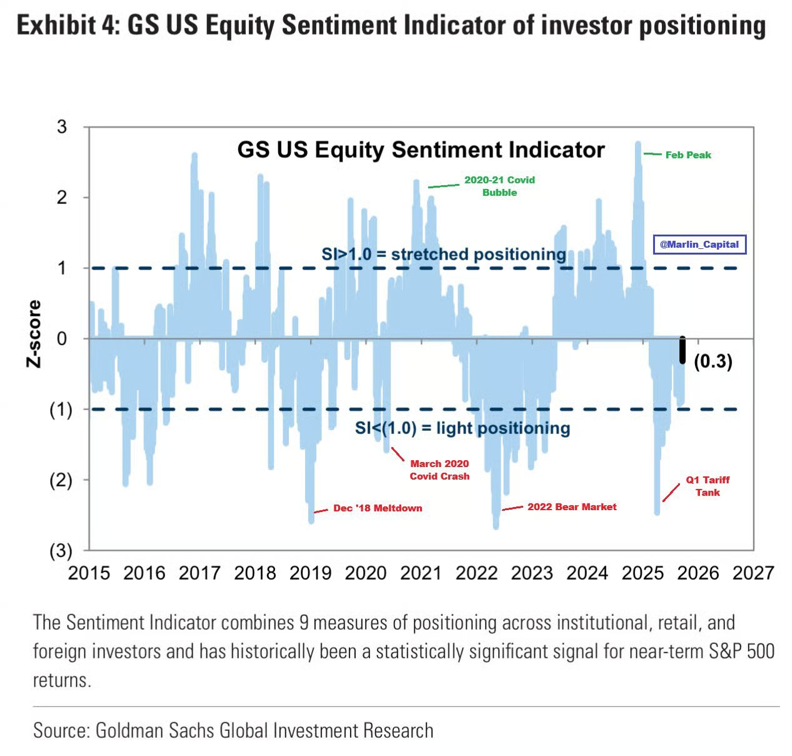 Exhibit 4: GS US Equity Sentiment Indicator of investor positioning
3
GS US Equity Sentiment Indicator
Feb Peak
2
2020-21 Covid
Bubble
@Marlin_Capital
SI>1.0 = stretched positioning
1
Z-score
0
(0.3)
(1)
SI<(1.0) = light positioning
March 2020
Covid Crash
(2)
Q1 Tariff
Tank
Dec '18 Meltdown
2022 Bear Market
(3)
2015 2016 2017 2018 2019 2020 2021 2022 2023 2024 2025 2026 2027
The Sentiment Indicator combines 9 measures of positioning across institutional, retail, and
foreign investors and has historically been a statistically significant signal for near-term S&P 500
returns.
Source: Goldman Sachs Global Investment Research